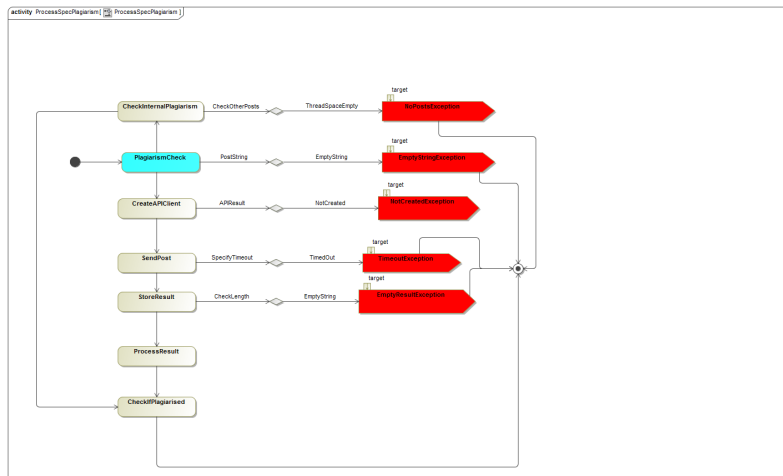 activity ProcessSpecPlagiarism[ ProcessSpecPlagiarism ]
target
CheckInternalPlagiarism CheckOtherPosts ThreadSpaceEmpty NoPostsException
target
PlagiarismCheck PostString EmptyString EmptyStringException
target
CreateAPIClient APIResult NotCreated NotCreatedException
target
SendPost SpecifyTimeout TimedOut TimeoutException
target
StoreResult CheckLength EmptyString EmptyResultException
ProcessResult
CheckIfPlagiarised